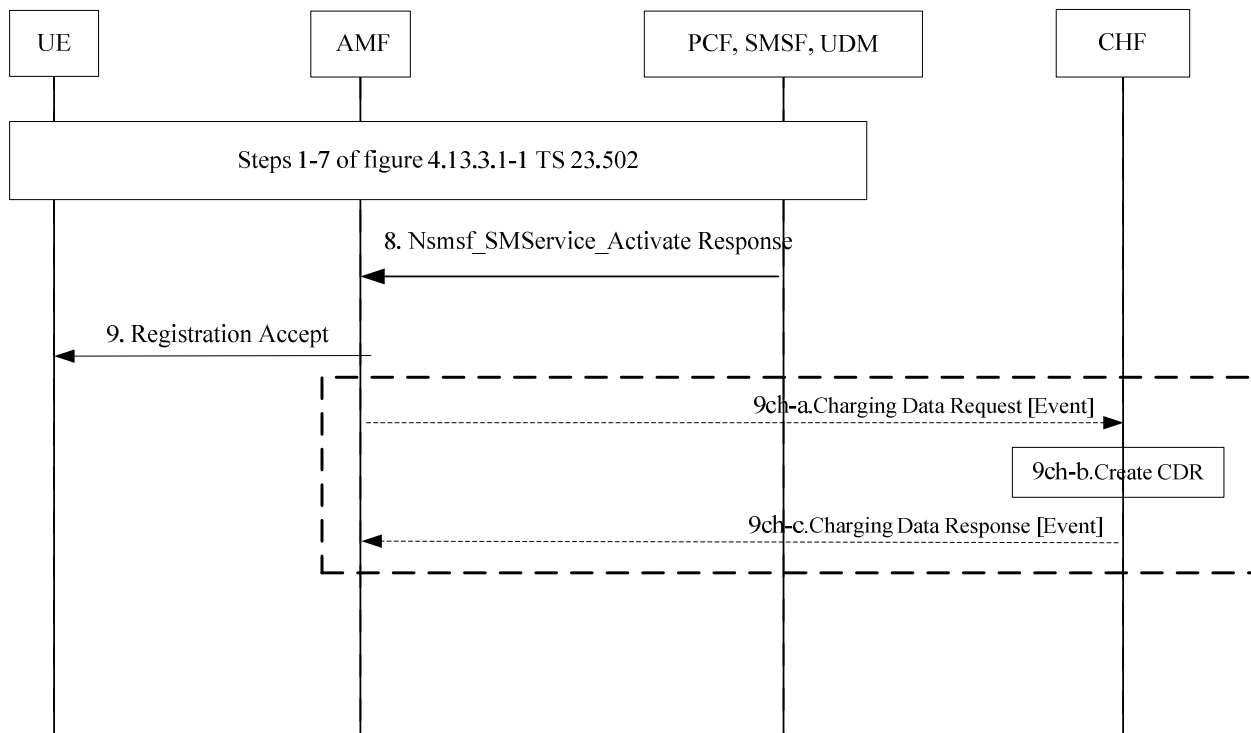 UE
AMF
PCF, SMSF, UDM
CHF
Steps 1-7 of figure 4.13.3.1-1 TS 23.502
8. Nsmsf_SMService_Activate Response
9. Registration Accept
9ch-a.Charging Data Request [Event]
9ch-b.Create CDR
9ch-c.Charging Data Response [Event]